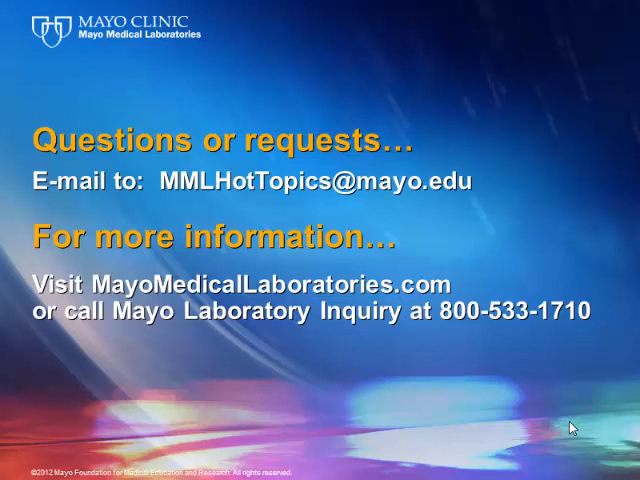 MAYO CLINIC
Mayo Medical Laboratories
Questions or requests…
E-mail to:  MMLHotTopics@mayo.edu
For more information…
Visit MayoMedicalLaboratories.com
or call Mayo Laboratory Inquiry at 800-533-1710
©2012 Mayo Foundation for Medical Education and Research. All rights reserved.